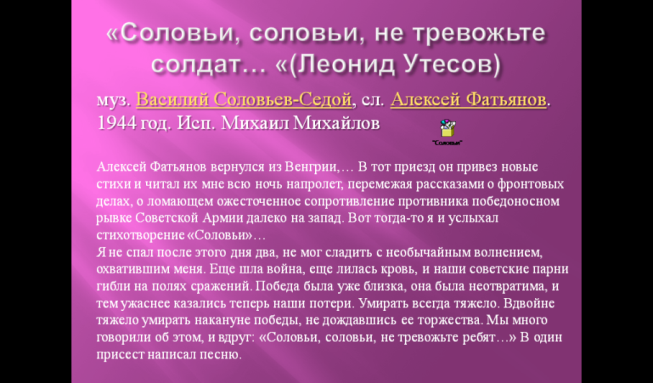 «Соловьи, соловьи, не тревожьте
солдат… «(Леонид Утесов)
муз. Василий Соловьев-Седой, сл. Алексей Фатьянов.
1944 год. Исп. Михаил Михайлов
"Соловьи"
Алексей Фатьянов вернулся из Венгрии,… В тот приезд он привез новые
стихи и читал их мне всю ночь напролет, перемежая рассказами о фронтовых
делах, о ломающем ожесточенное сопротивление противника победоносном
рывке Советской Армии далеко на запад. Вот тогда-то я и услыхал
стихотворение «Соловьи»…
Я не спал после этого дня два, не мог сладить с необычайным волнением,
охватившим меня. Еще шла война, еще лилась кровь, и наши советские парни
гибли на полях сражений. Победа была уже близка, она была неотвратима, и
тем ужаснее казались теперь наши потери. Умирать всегда тяжело. Вдвойне
тяжело умирать накануне победы, не дождавшись ее торжества. Мы много
говорили об этом, и вдруг: «Соловьи, соловьи, не тревожьте ребят…» В один
присест написал песню.